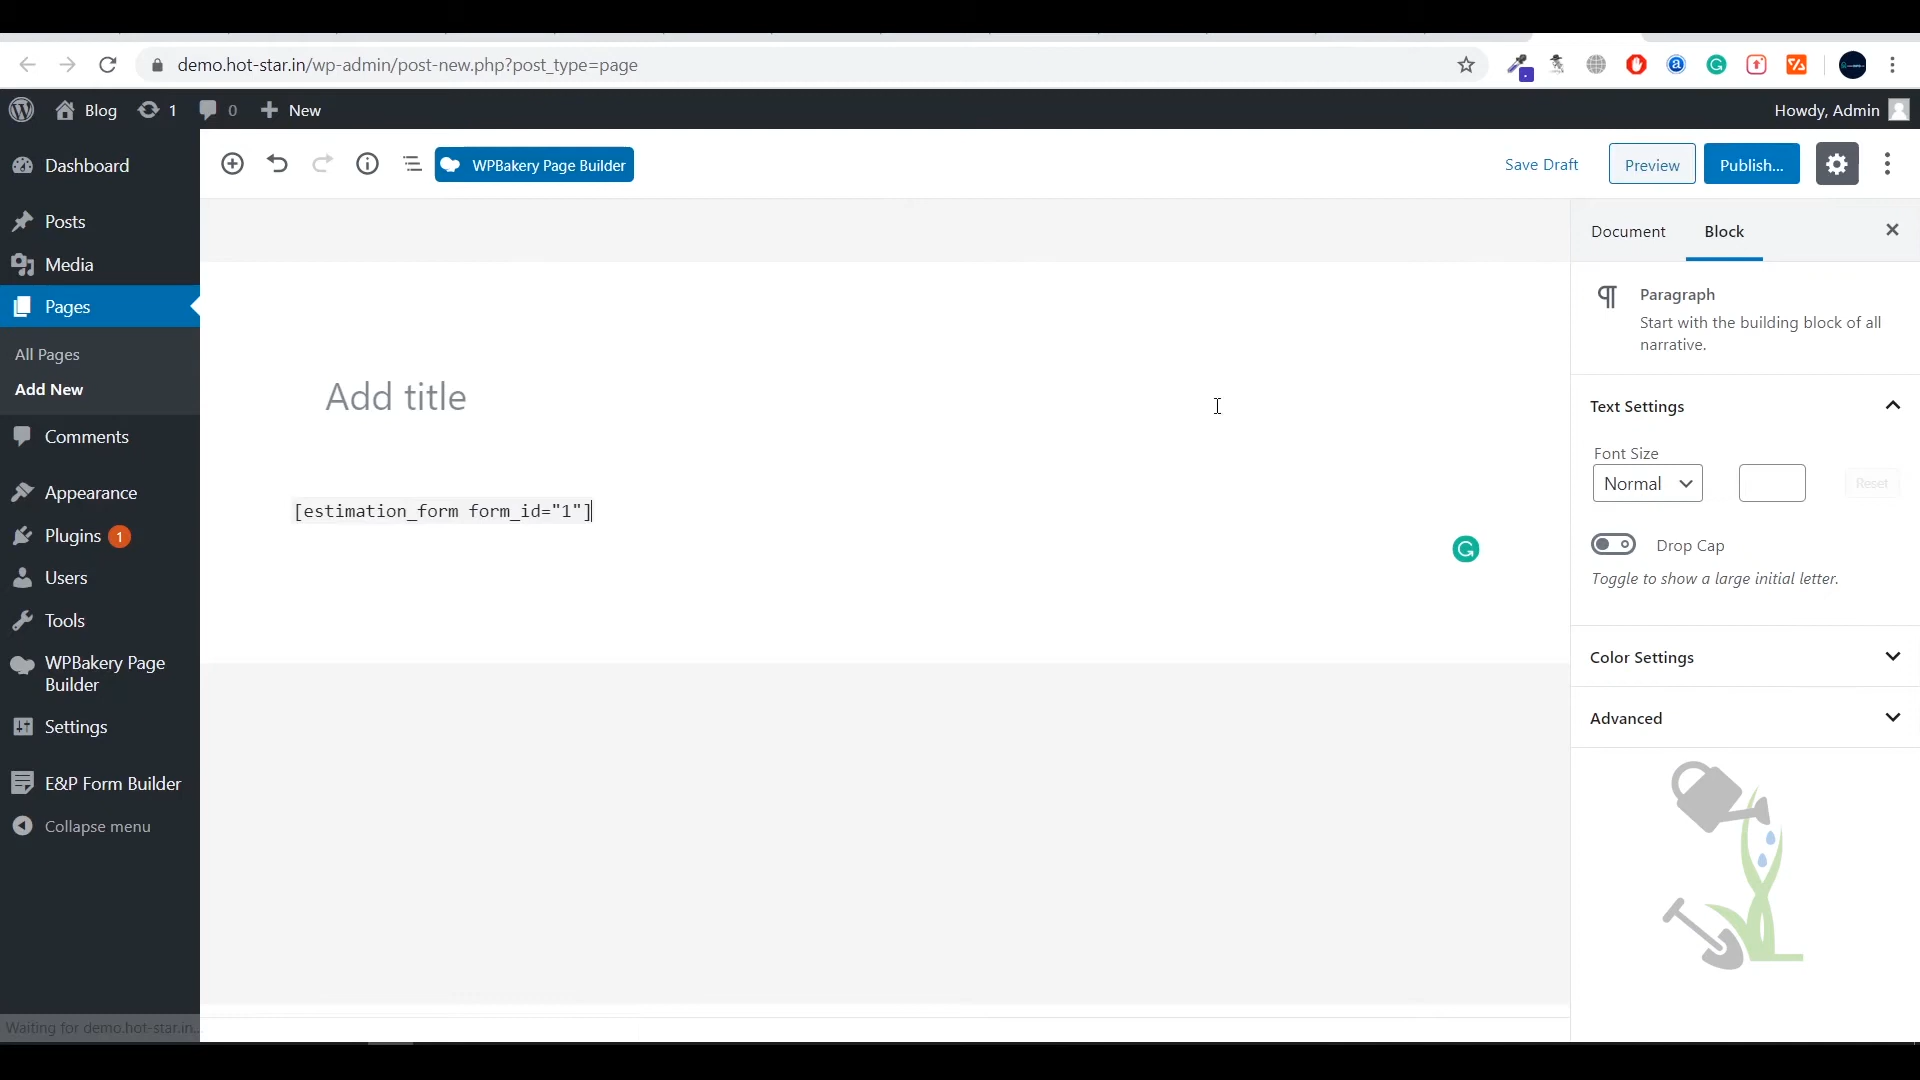 demo.hot-star.in/wp-admin/post-new.php?post_type=page
Blog
1
0
New
Howdy, Admin
Dashboard
Posts
Media
Pages
All Pages
Add New
Comments
Appearance
Plugins 1
Users
Tools
WPBakery Page
Builder
Settings
E&P Form Builder
Collapse menu
Waiting for demo.hot-star.in...
WPBakery Page Builder
Save Draft
Preview
Publish...
Add title
[estimation_form form_id="1"]
Document
Block
Paragraph
Start with the building block of all
narrative.
Text Settings
Font Size
Normal
Reset
Drop Cap
Toggle to show a large initial letter.
Color Settings
Advanced